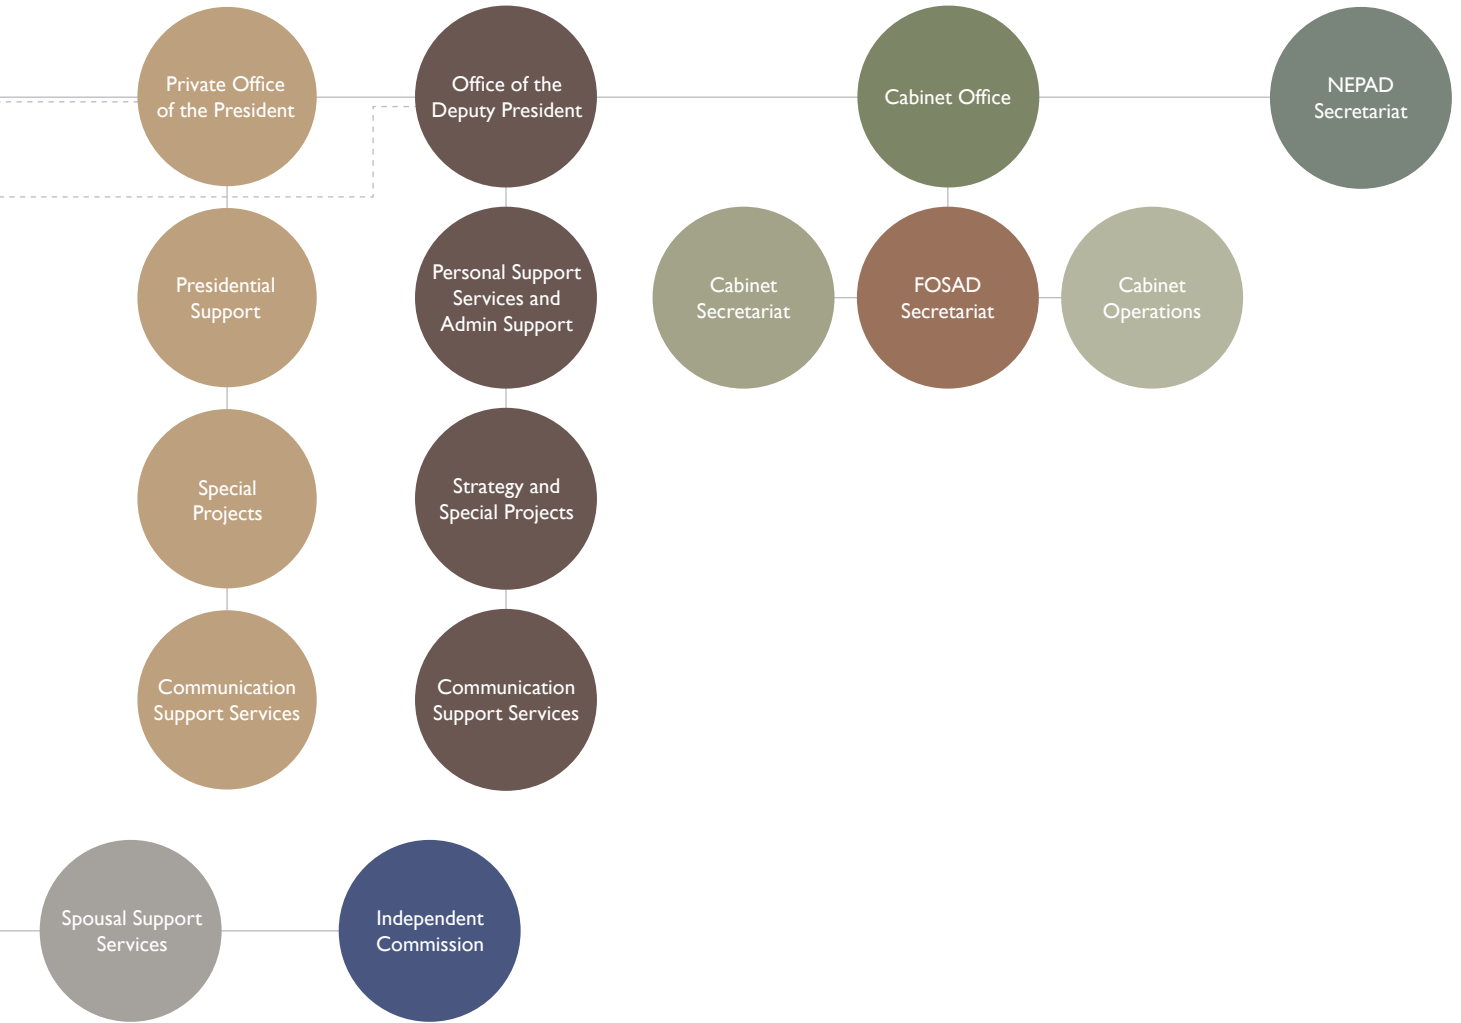 Private Office
of the President
Office of the
Deputy President
Cabinet Office
NEPAD
Secretariat
Presidential
Support
Personal Support
Services and
Admin Support
Cabinet
Secretariat
FOSAD
Secretariat
Cabinet
Operations
Special
Projects
Strategy and
Special Projects
Communication
Support Services
Communication
Support Services
Spousal Support
Services
Independent
Commission